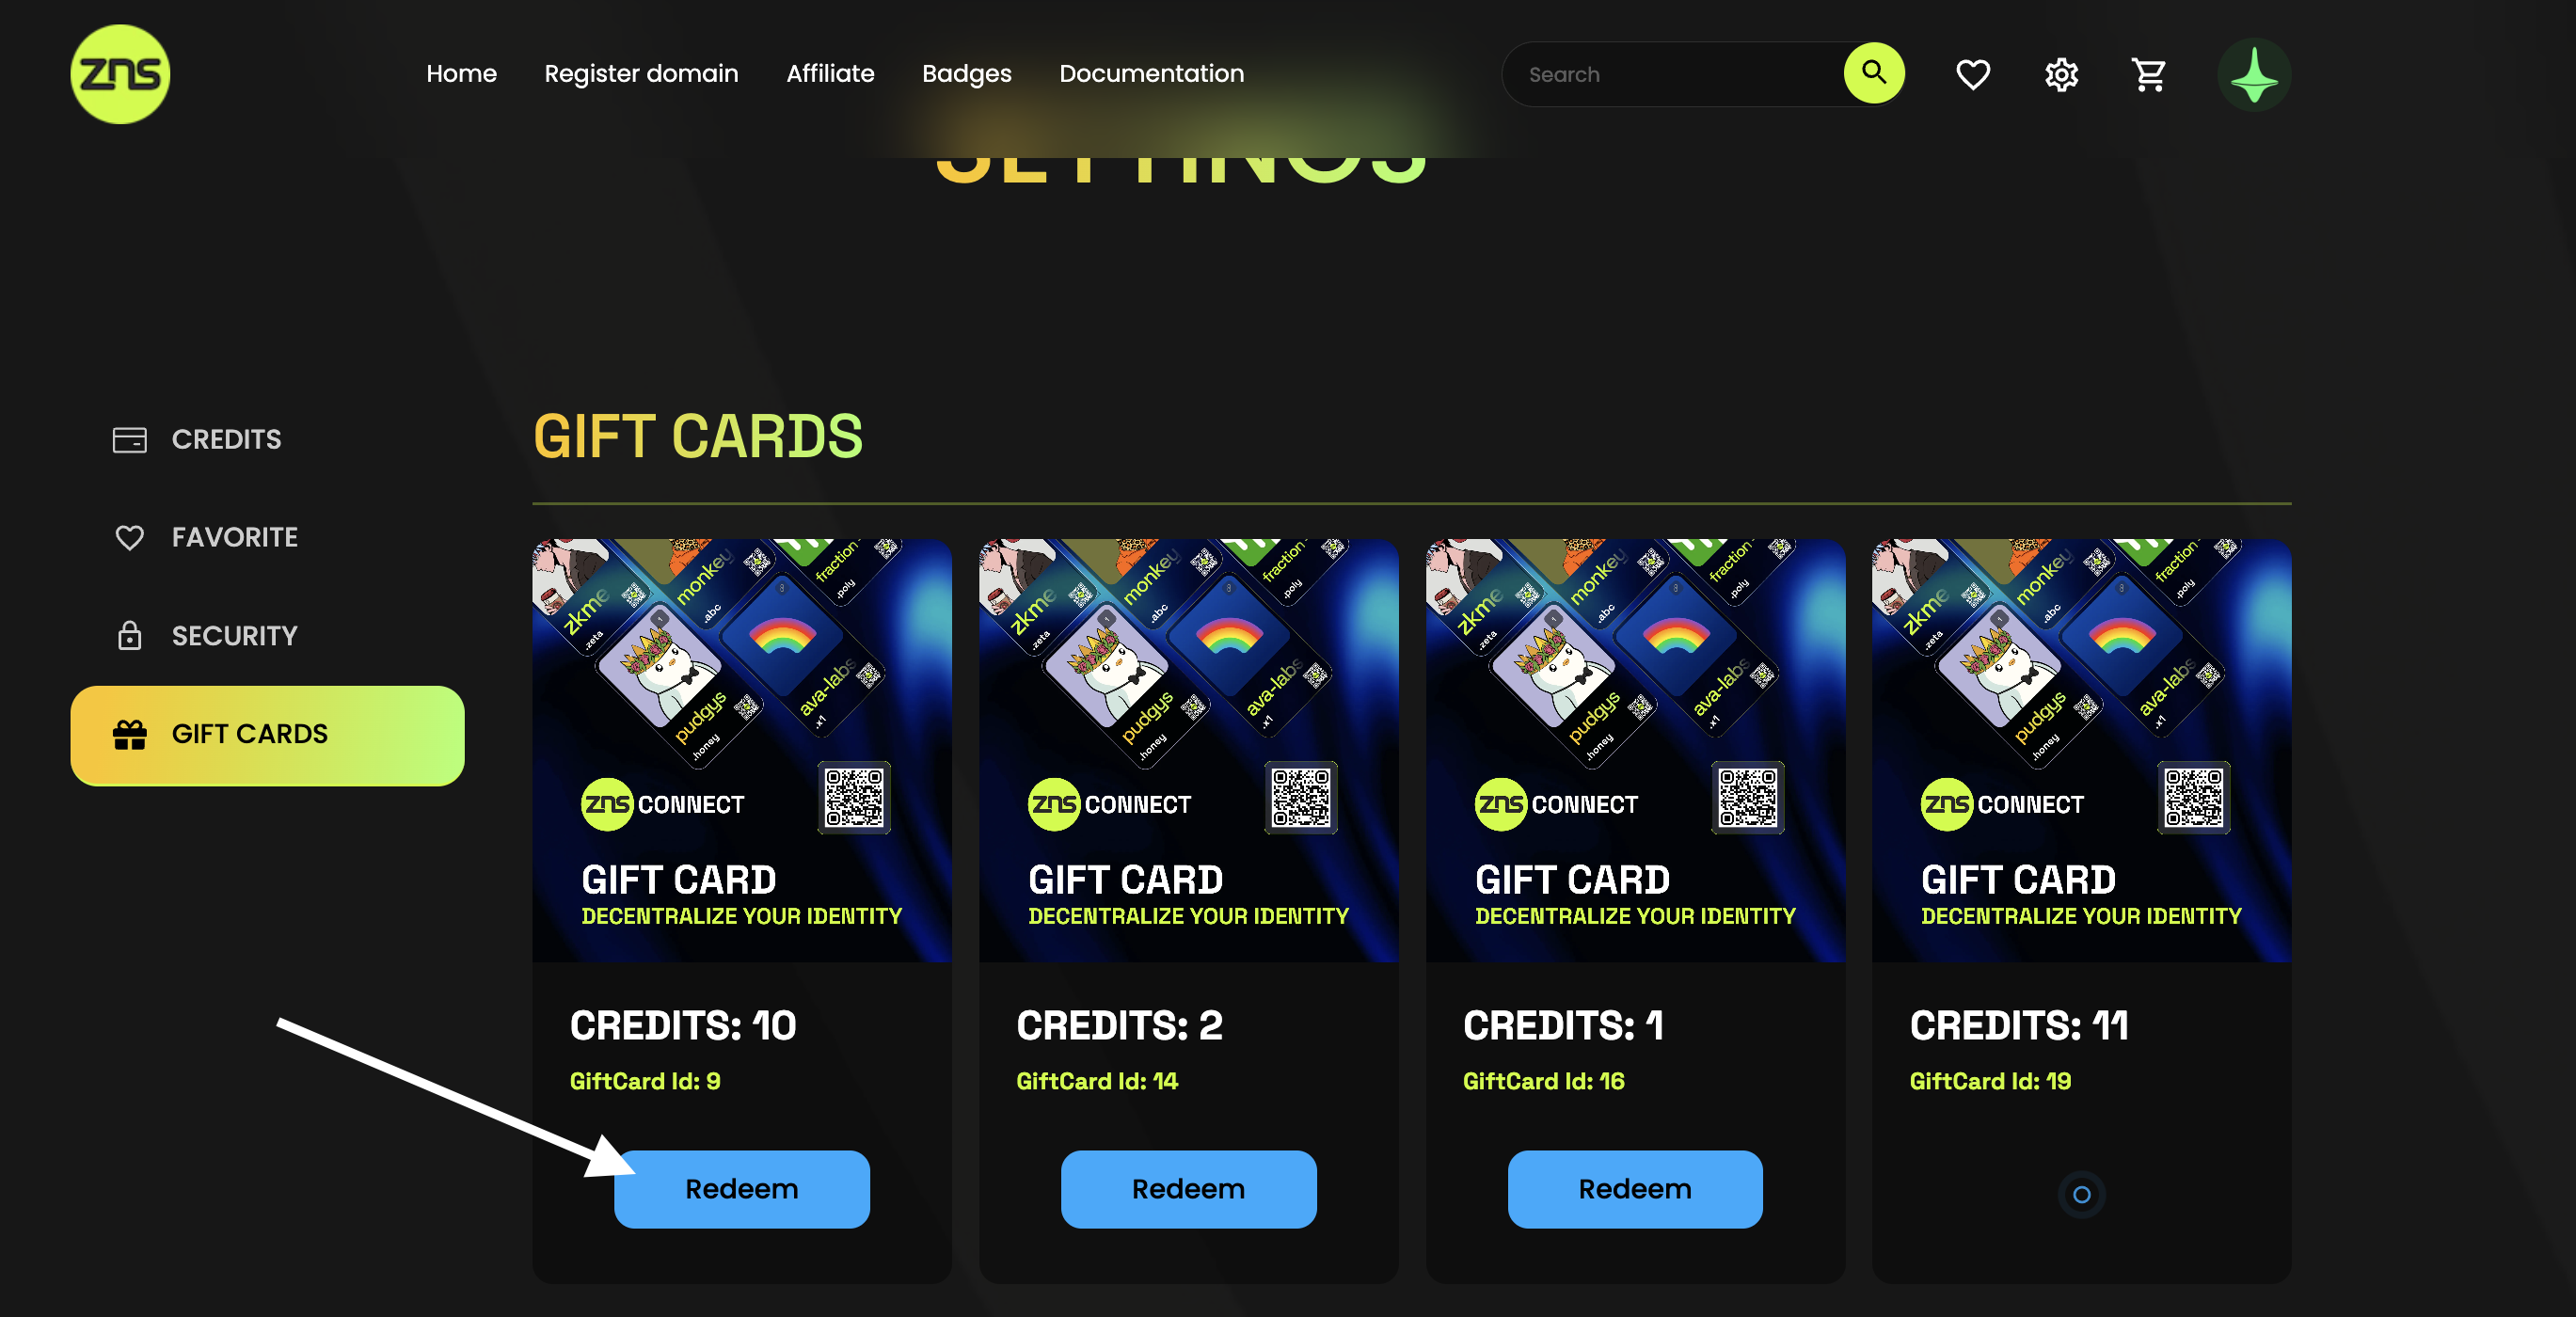 zns
Home
Register domain
Affiliate
Badges
Documentation
Search
SETTINGS
CREDITS
FAVORITE
SECURITY
GIFT CARDS
GIFT CARDS
zkme
.zeta
monkey
.abc
fraction
.poly
pudgys
.honey
ava-labs
.x1
zns CONNECT
GIFT CARD
DECENTRALIZE YOUR IDENTITY
CREDITS: 10
GiftCard Id: 9
Redeem
zkme
.zeta
monkey
.abc
fraction
.poly
pudgys
.honey
ava-labs
.x1
zns CONNECT
GIFT CARD
DECENTRALIZE YOUR IDENTITY
CREDITS: 2
GiftCard Id: 14
Redeem
zkme
.zeta
monkey
.abc
fraction
.poly
pudgys
.honey
ava-labs
.x1
zns CONNECT
GIFT CARD
DECENTRALIZE YOUR IDENTITY
CREDITS: 1
GiftCard Id: 16
Redeem
zkme
.zeta
monkey
.abc
fraction
.poly
pudgys
.honey
ava-labs
.x1
zns CONNECT
GIFT CARD
DECENTRALIZE YOUR IDENTITY
CREDITS: 11
GiftCard Id: 19